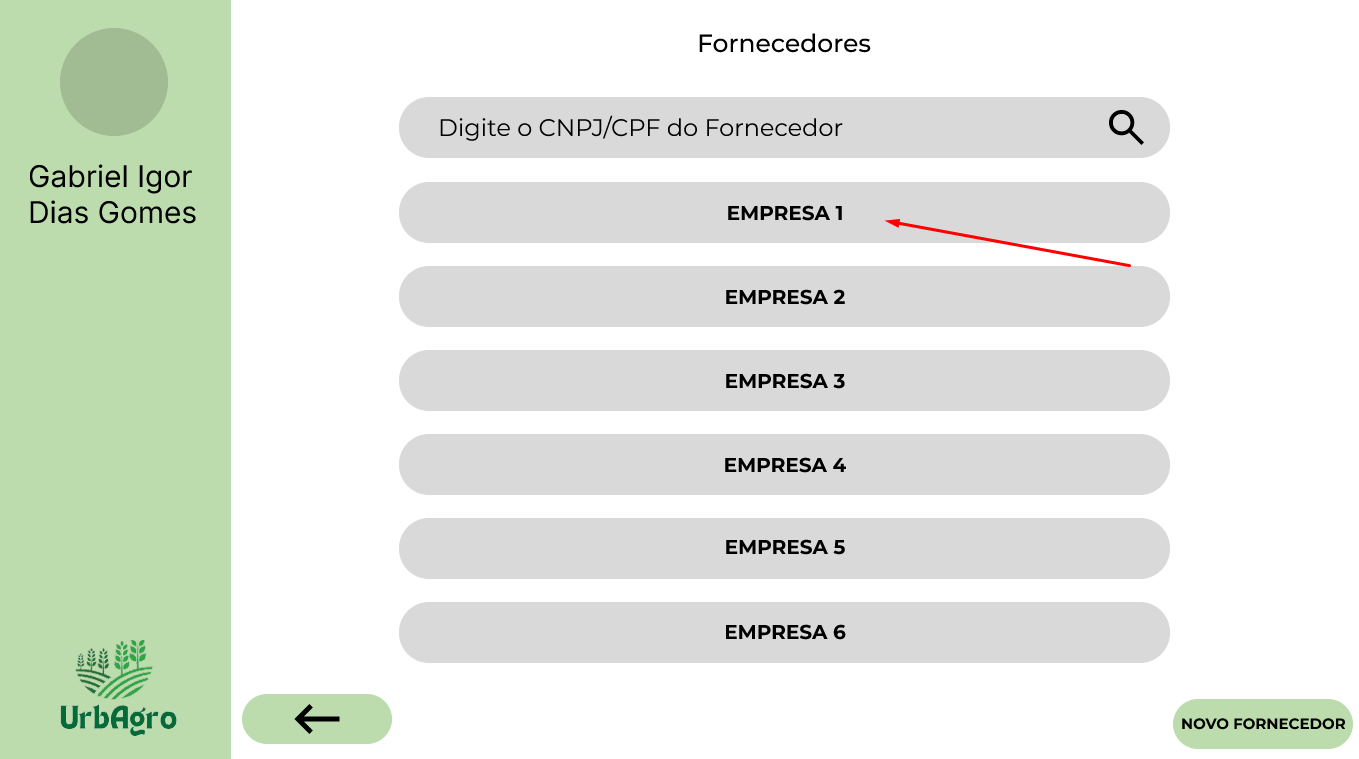 Gabriel Igor
Dias Gomes
UrbAgro
Fornecedores
Digite o CNPJ/CPF do Fornecedor
EMPRESA 1
EMPRESA 2
EMPRESA 3
EMPRESA 4
EMPRESA 5
EMPRESA 6
NOVO FORNECEDOR